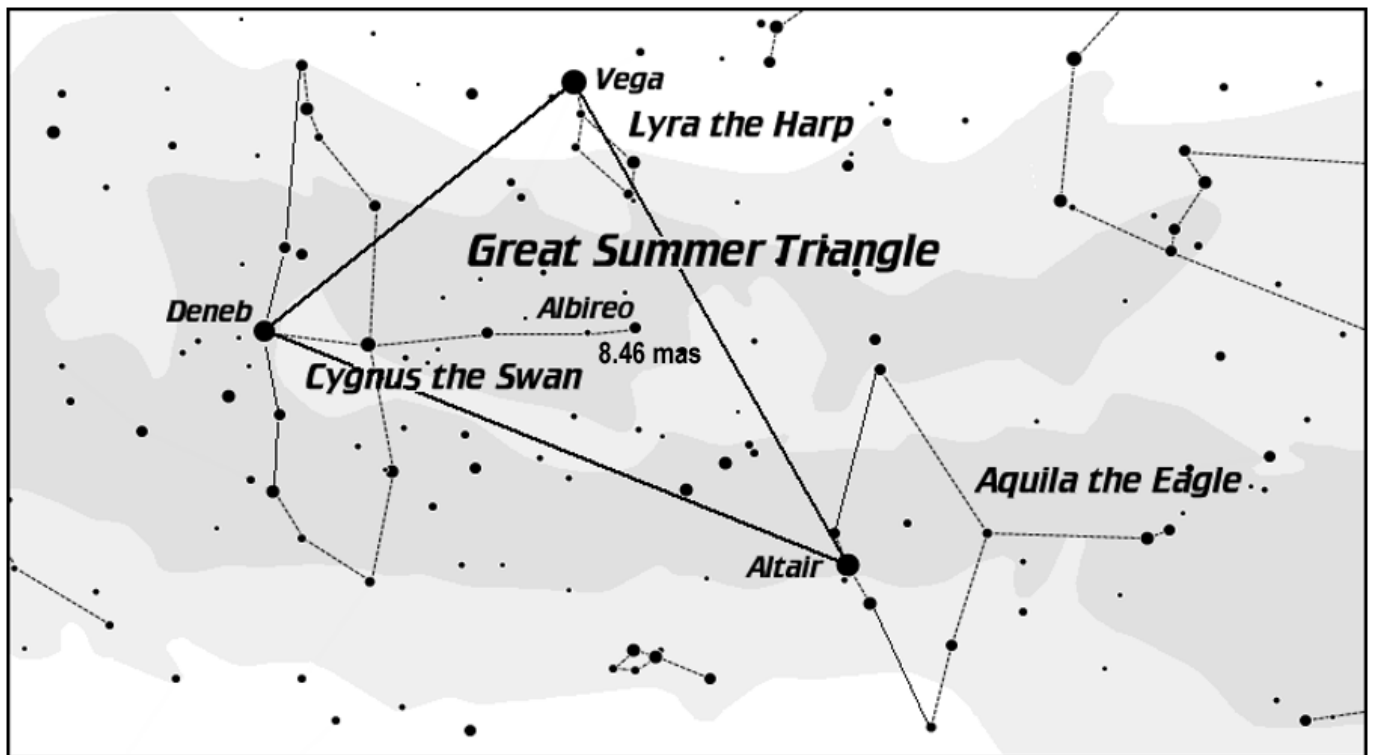 Vega
Lyra the Harp
Great Summer Triangle
Deneb
Albireo
8.46 mas
Cygnus the Swan
Aquila the Eagle
Altair